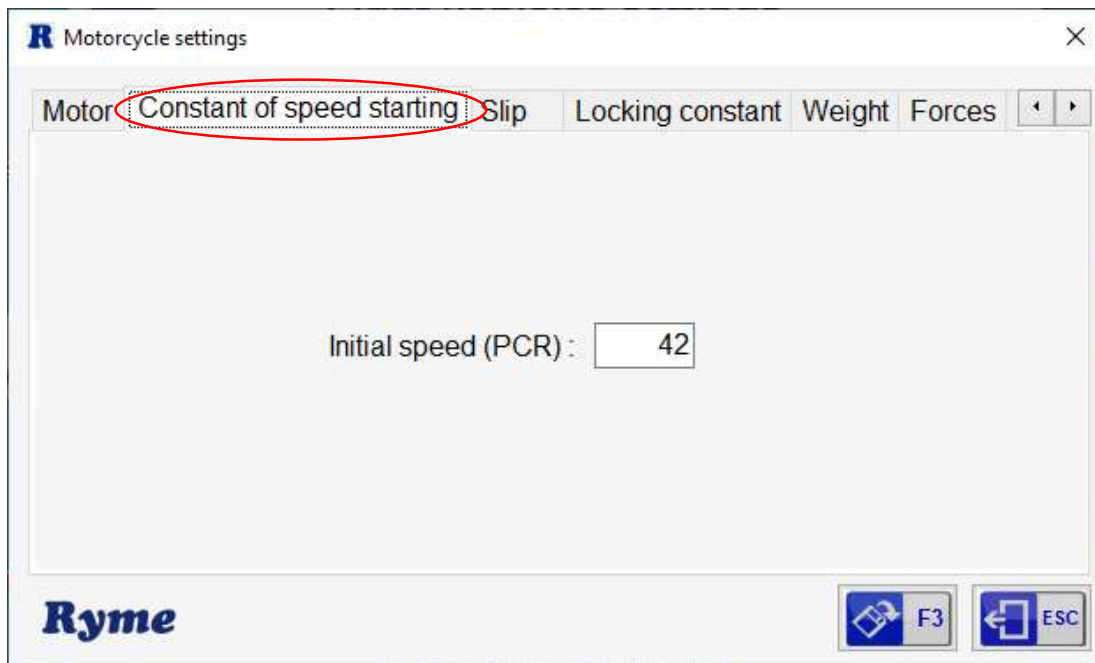 R Motorcycle settings
Motor Constant of speed starting Slip Locking constant Weight Forces
Initial speed (PCR) : 42
Ryme F3 ESC